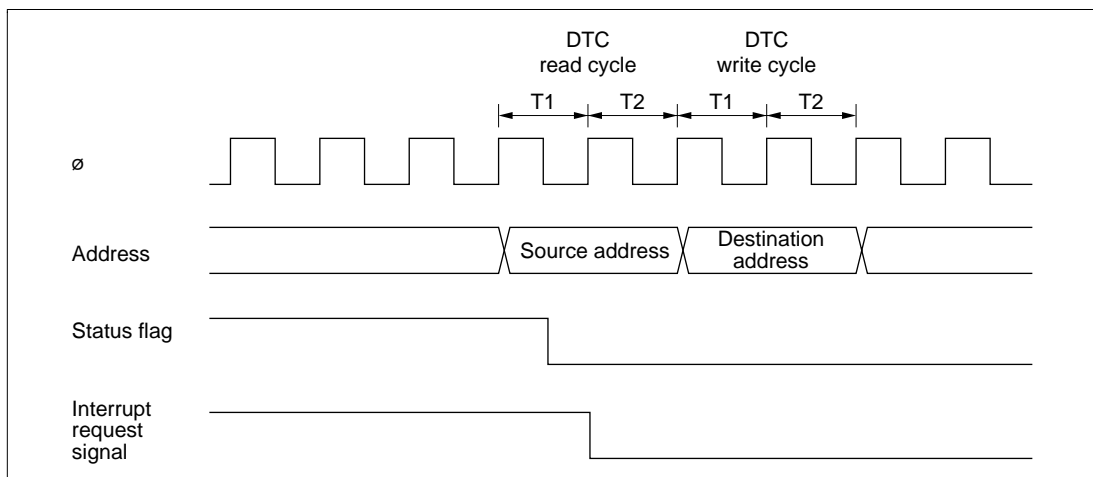 DTC
read cycle
DTC
write cycle
T1
T2
T1
T2
ø
Address
Source address
Destination
address
Status flag
Interrupt
request
signal